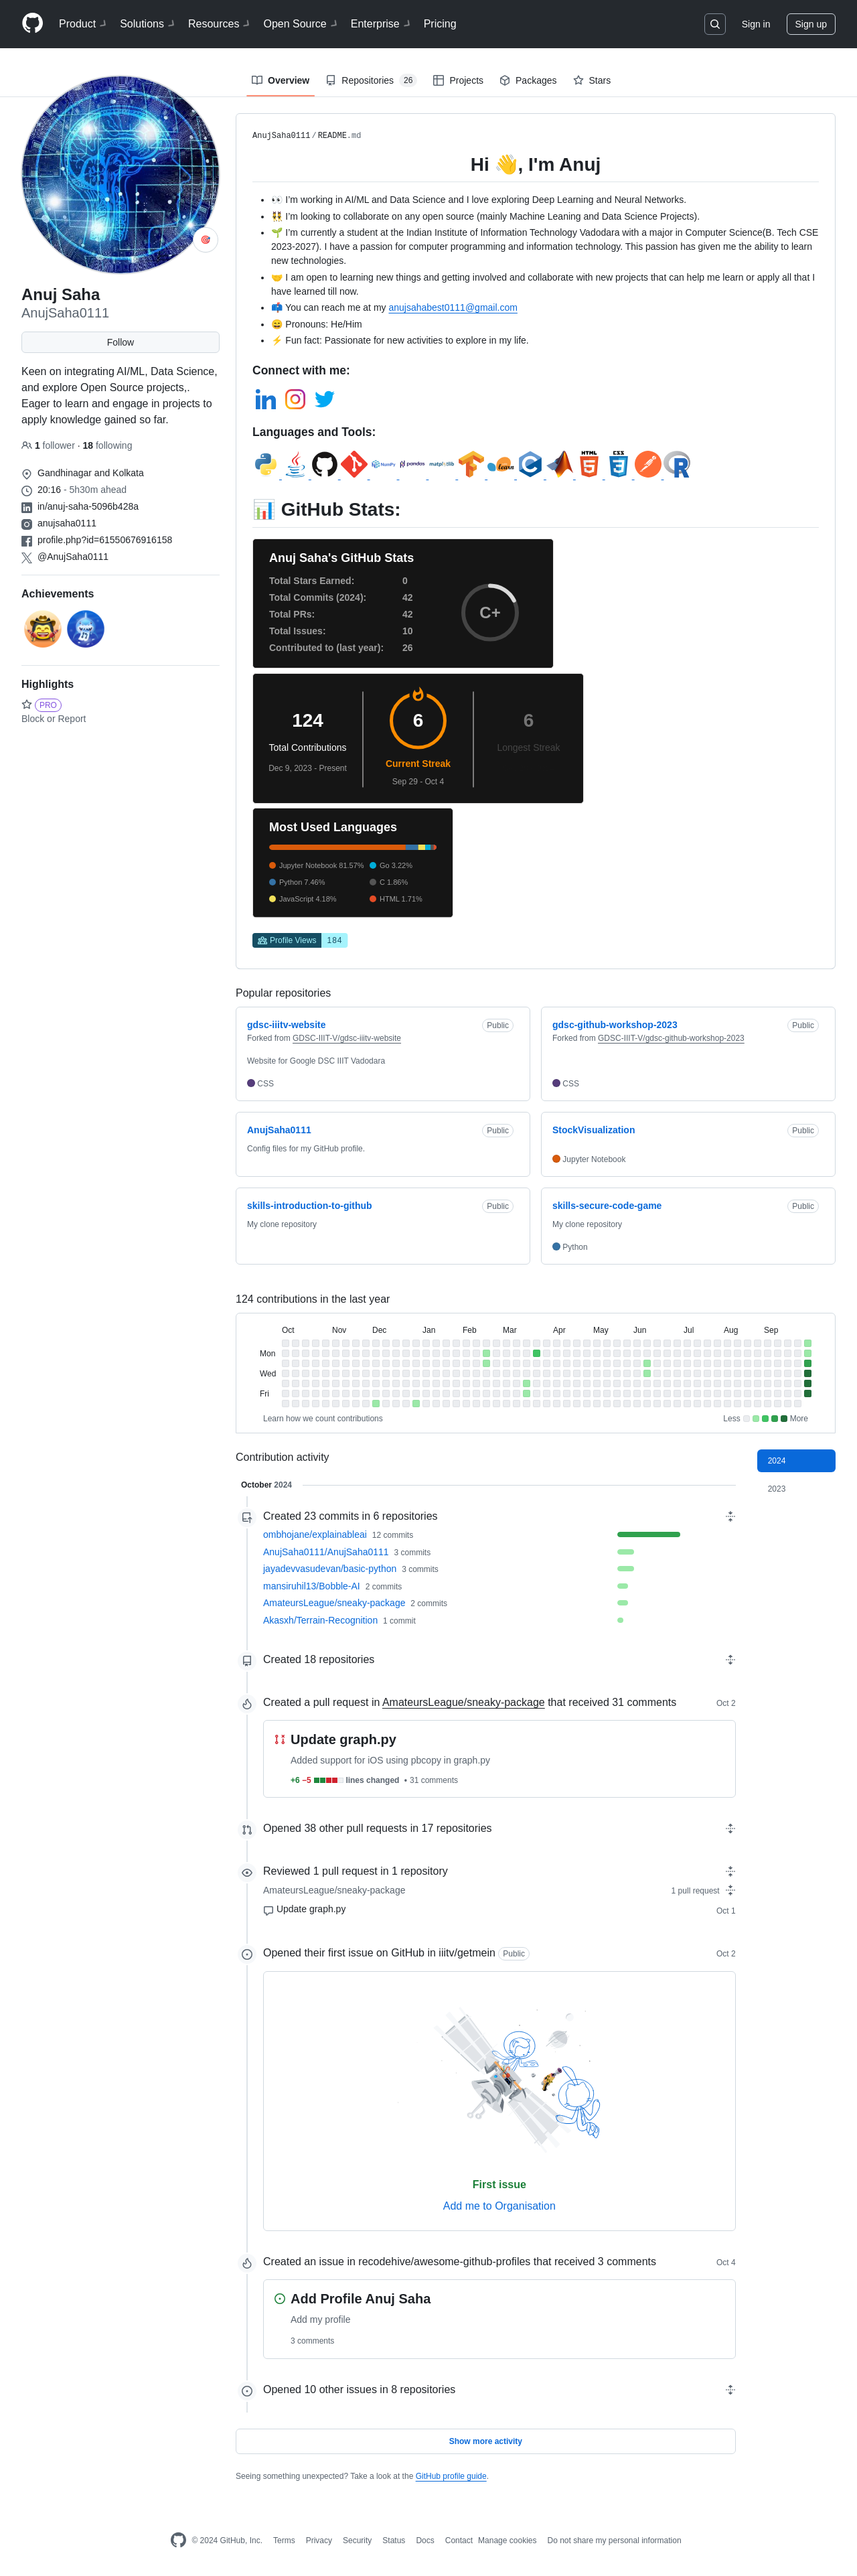 Product
Solutions
Resources
Open Source
Enterprise
Pricing
Sign in
Sign up
Overview
Repositories 26
Projects
Packages
Stars
Anuj Saha
AnujSaha0111
Follow
Keen on integrating AI/ML, Data Science,
and explore Open Source projects,.
Eager to learn and engage in projects to
apply knowledge gained so far.
1 follower · 18 following
Gandhinagar and Kolkata
20:16 - 5h30m ahead
in/anuj-saha-5096b428a
anujsaha0111
profile.php?id=61550676916158
@AnujSaha0111
Achievements
Highlights
PRO
Block or Report
AnujSaha0111/README.md
Hi 👋, I'm Anuj
👀 I'm working in AI/ML and Data Science and I love exploring Deep Learning and Neural Networks.
👯 I'm looking to collaborate on any open source (mainly Machine Leaning and Data Science Projects).
🌱 I'm currently a student at the Indian Institute of Information Technology Vadodara with a major in Computer Science(B. Tech CSE
2023-2027). I have a passion for computer programming and information technology. This passion has given me the ability to learn
new technologies.
🤝 I am open to learning new things and getting involved and collaborate with new projects that can help me learn or apply all that I
have learned till now.
📫 You can reach me at my anujsahabest0111@gmail.com
😄 Pronouns: He/Him
⚡ Fun fact: Passionate for new activities to explore in my life.
Connect with me:
Languages and Tools:
📊 GitHub Stats:
Anuj Saha's GitHub Stats
Total Stars Earned: 0
Total Commits (2024): 42
Total PRs: 42
Total Issues: 10
Contributed to (last year): 26
C+
124
Total Contributions
Dec 9, 2023 - Present
6
Current Streak
Sep 29 - Oct 4
6
Longest Streak
Most Used Languages
Jupyter Notebook 81.57%
Go 3.22%
Python 7.46%
C 1.86%
JavaScript 4.18%
HTML 1.71%
Profile Views 184
Popular repositories
gdsc-iiitv-website Public
Forked from GDSC-IIIT-V/gdsc-iiitv-website
Website for Google DSC IIIT Vadodara
CSS
gdsc-github-workshop-2023 Public
Forked from GDSC-IIIT-V/gdsc-github-workshop-2023
CSS
AnujSaha0111 Public
Config files for my GitHub profile.
StockVisualization Public
Jupyter Notebook
skills-introduction-to-github Public
My clone repository
skills-secure-code-game Public
My clone repository
Python
124 contributions in the last year
Oct Nov Dec Jan Feb Mar Apr May Jun Jul Aug Sep
Mon
Wed
Fri
Learn how we count contributions
Less More
Contribution activity
2024
2023
October 2024
Created 23 commits in 6 repositories
ombhojane/explainableai 12 commits
AnujSaha0111/AnujSaha0111 3 commits
jayadevvasudevan/basic-python 3 commits
mansiruhil13/Bobble-AI 2 commits
AmateursLeague/sneaky-package 2 commits
Akasxh/Terrain-Recognition 1 commit
Created 18 repositories
Created a pull request in AmateursLeague/sneaky-package that received 31 comments Oct 2
Update graph.py
Added support for iOS using pbcopy in graph.py
+6 −5 lines changed • 31 comments
Opened 38 other pull requests in 17 repositories
Reviewed 1 pull request in 1 repository
AmateursLeague/sneaky-package 1 pull request
Update graph.py Oct 1
Opened their first issue on GitHub in iiitv/getmein Public Oct 2
First issue
Add me to Organisation
Created an issue in recodehive/awesome-github-profiles that received 3 comments Oct 4
Add Profile Anuj Saha
Add my profile
3 comments
Opened 10 other issues in 8 repositories
Show more activity
Seeing something unexpected? Take a look at the GitHub profile guide.
© 2024 GitHub, Inc. Terms Privacy Security Status Docs Contact Manage cookies Do not share my personal information